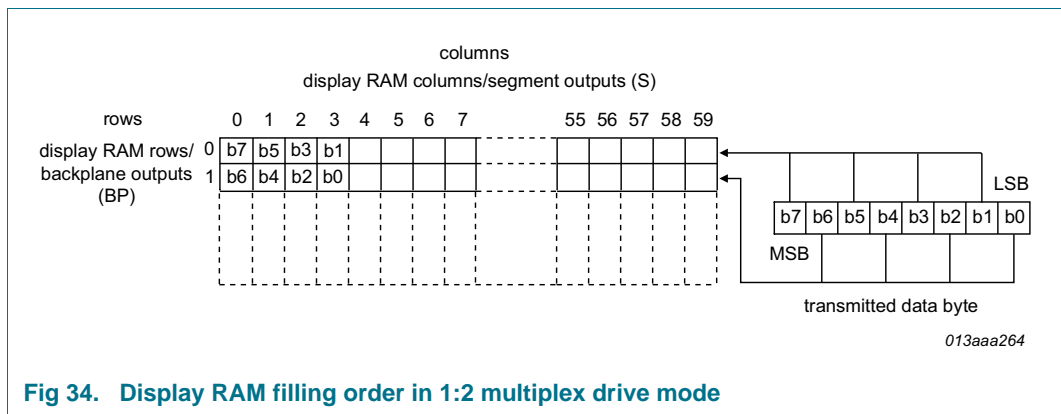 columns
display RAM columns/segment outputs (S)
rows 0 1 2 3 4 5 6 7 55 56 57 58 59
display RAM rows/ 0 b7 b5 b3 b1
backplane outputs 1 b6 b4 b2 b0
(BP)
LSB
b7 b6 b5 b4 b3 b2 b1 b0
MSB
transmitted data byte
013aaa264
Fig 34. Display RAM filling order in 1:2 multiplex drive mode